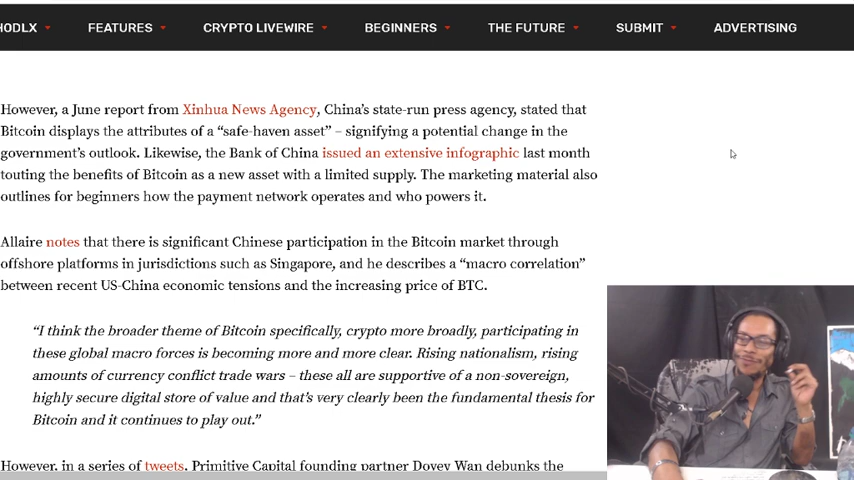 HODLX FEATURES CRYPTO LIVEWIRE BEGINNERS THE FUTURE SUBMIT ADVERTISING
However, a June report from Xinhua News Agency, China’s state-run press agency, stated that
Bitcoin displays the attributes of a “safe-haven asset” – signifying a potential change in the
government’s outlook. Likewise, the Bank of China issued an extensive infographic last month
touting the benefits of Bitcoin as a new asset with a limited supply. The marketing material also
outlines for beginners how the payment network operates and who powers it.
Allaire notes that there is significant Chinese participation in the Bitcoin market through
offshore platforms in jurisdictions such as Singapore, and he describes a “macro correlation”
between recent US-China economic tensions and the increasing price of BTC.
“I think the broader theme of Bitcoin specifically, crypto more broadly, participating in
these global macro forces is becoming more and more clear. Rising nationalism, rising
amounts of currency conflict trade wars – these all are supportive of a non-sovereign,
highly secure digital store of value and that’s very clearly been the fundamental thesis for
Bitcoin and it continues to play out.”
However, in a series of tweets, Primitive Capital founding partner Dovey Wan debunks the